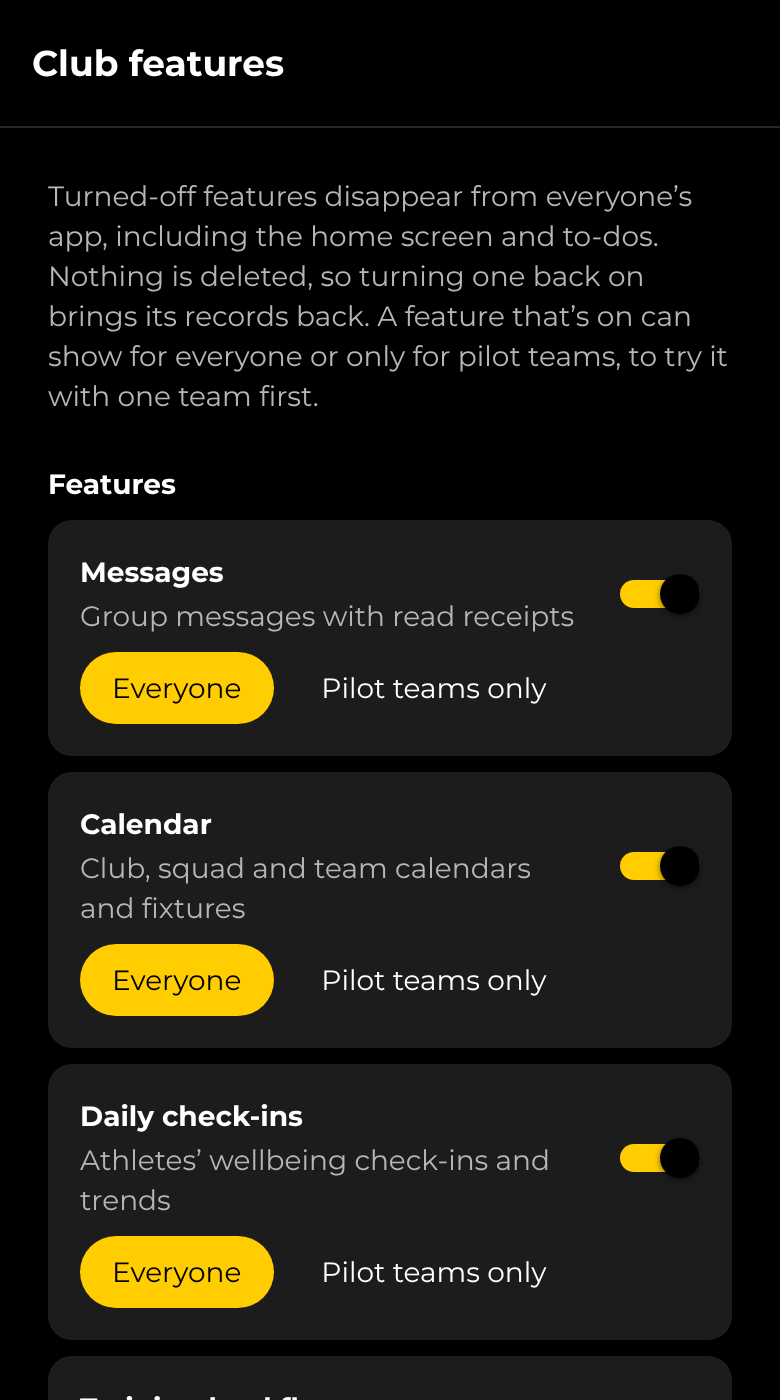 Club features
Turned-off features disappear from everyone’s
app, including the home screen and to-dos.
Nothing is deleted, so turning one back on
brings its records back. A feature that’s on can
show for everyone or only for pilot teams, to try it
with one team first.
Features
Messages
Group messages with read receipts
Everyone
Pilot teams only
Calendar
Club, squad and team calendars
and fixtures
Everyone
Pilot teams only
Daily check-ins
Athletes’ wellbeing check-ins and
trends
Everyone
Pilot teams only